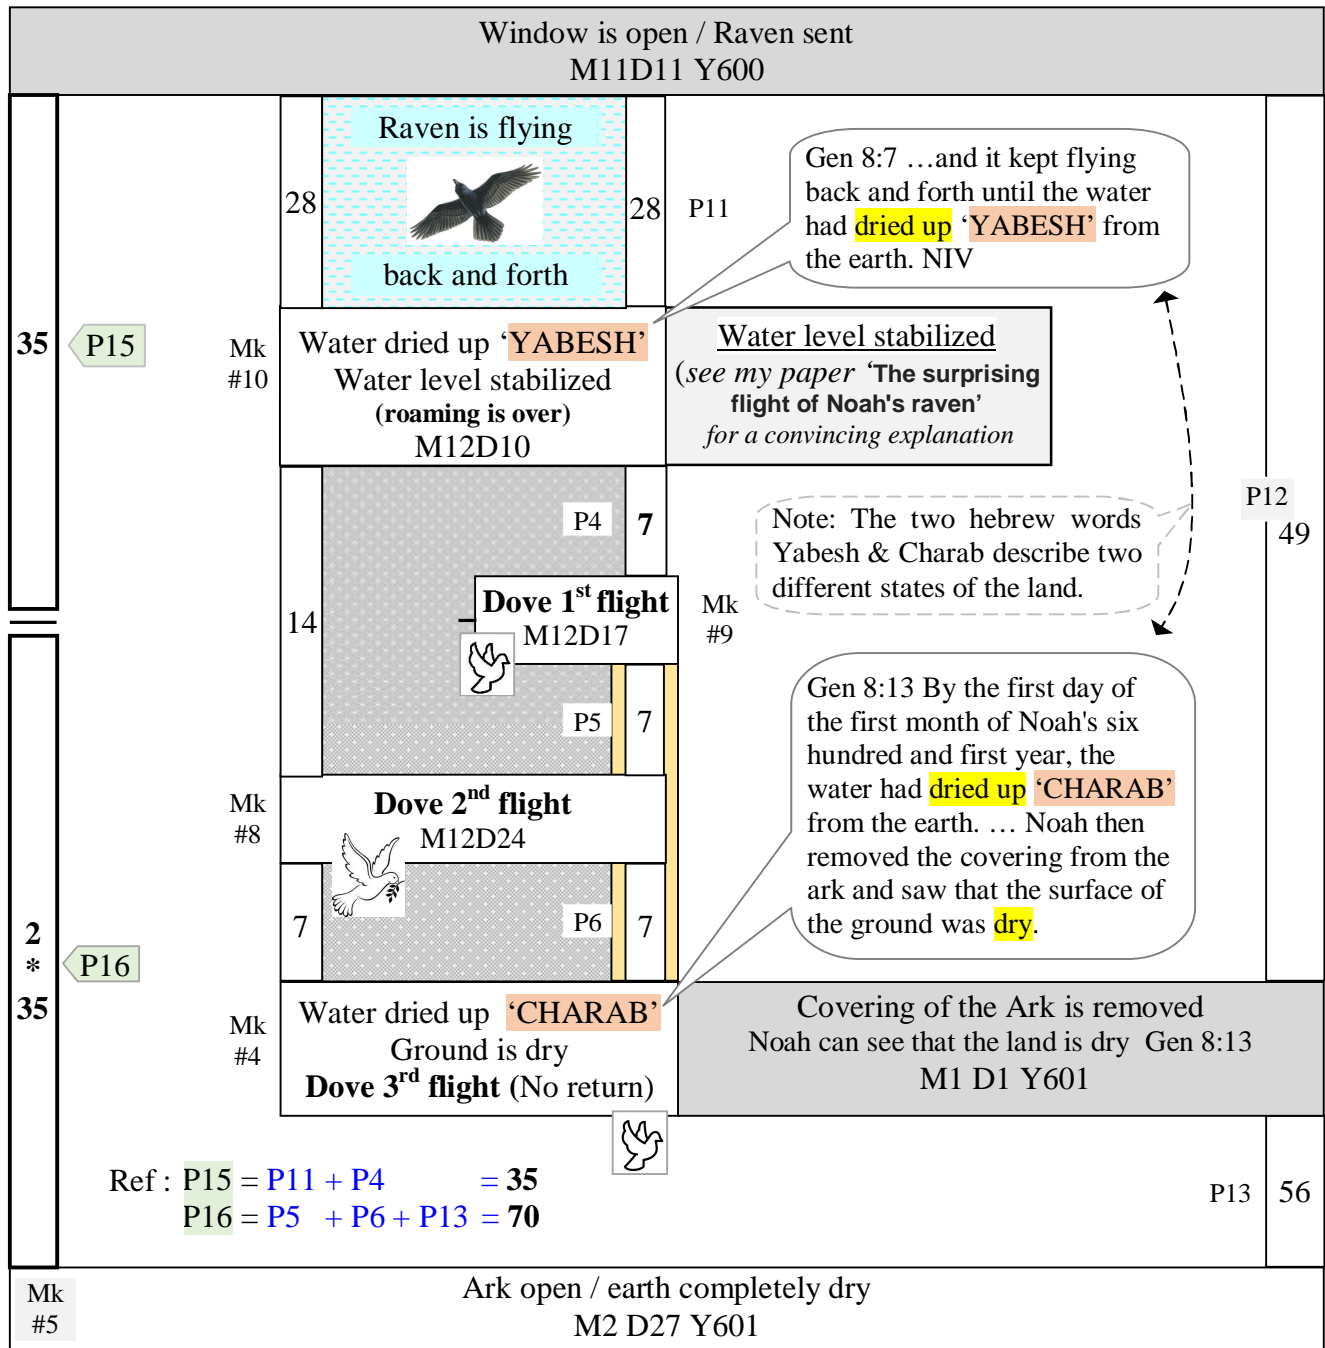 Window is open / Raven sent
M11D11 Y600
Raven is flying
back and forth
28
28
P11
Gen 8:7 …and it kept flying
back and forth until the water
had dried up ‘YABESH’ from
the earth. NIV
35
P15
Mk
#10
Water dried up ‘YABESH’
Water level stabilized
(roaming is over)
M12D10
Water level stabilized
(see my paper ‘The surprising
flight of Noah's raven’
for a convincing explanation
P12
49
P4
7
14
Note: The two hebrew words
Yabesh & Charab describe two
different states of the land.
Dove 1st flight
M12D17
Mk
#9
P5
7
Gen 8:13 By the first day of
the first month of Noah's six
hundred and first year, the
water had dried up ‘CHARAB’
from the earth. … Noah then
removed the covering from the
ark and saw that the surface of
the ground was dry.
Mk
#8
Dove 2nd flight
M12D24
7
P6
7
2
*
35
P16
Mk
#4
Water dried up ‘CHARAB’
Ground is dry
Dove 3rd flight (No return)
Covering of the Ark is removed
Noah can see that the land is dry Gen 8:13
M1 D1 Y601
Ref : P15 = P11 + P4 = 35
P16 = P5 + P6 + P13 = 70
P13
56
Mk
#5
Ark open / earth completely dry
M2 D27 Y601